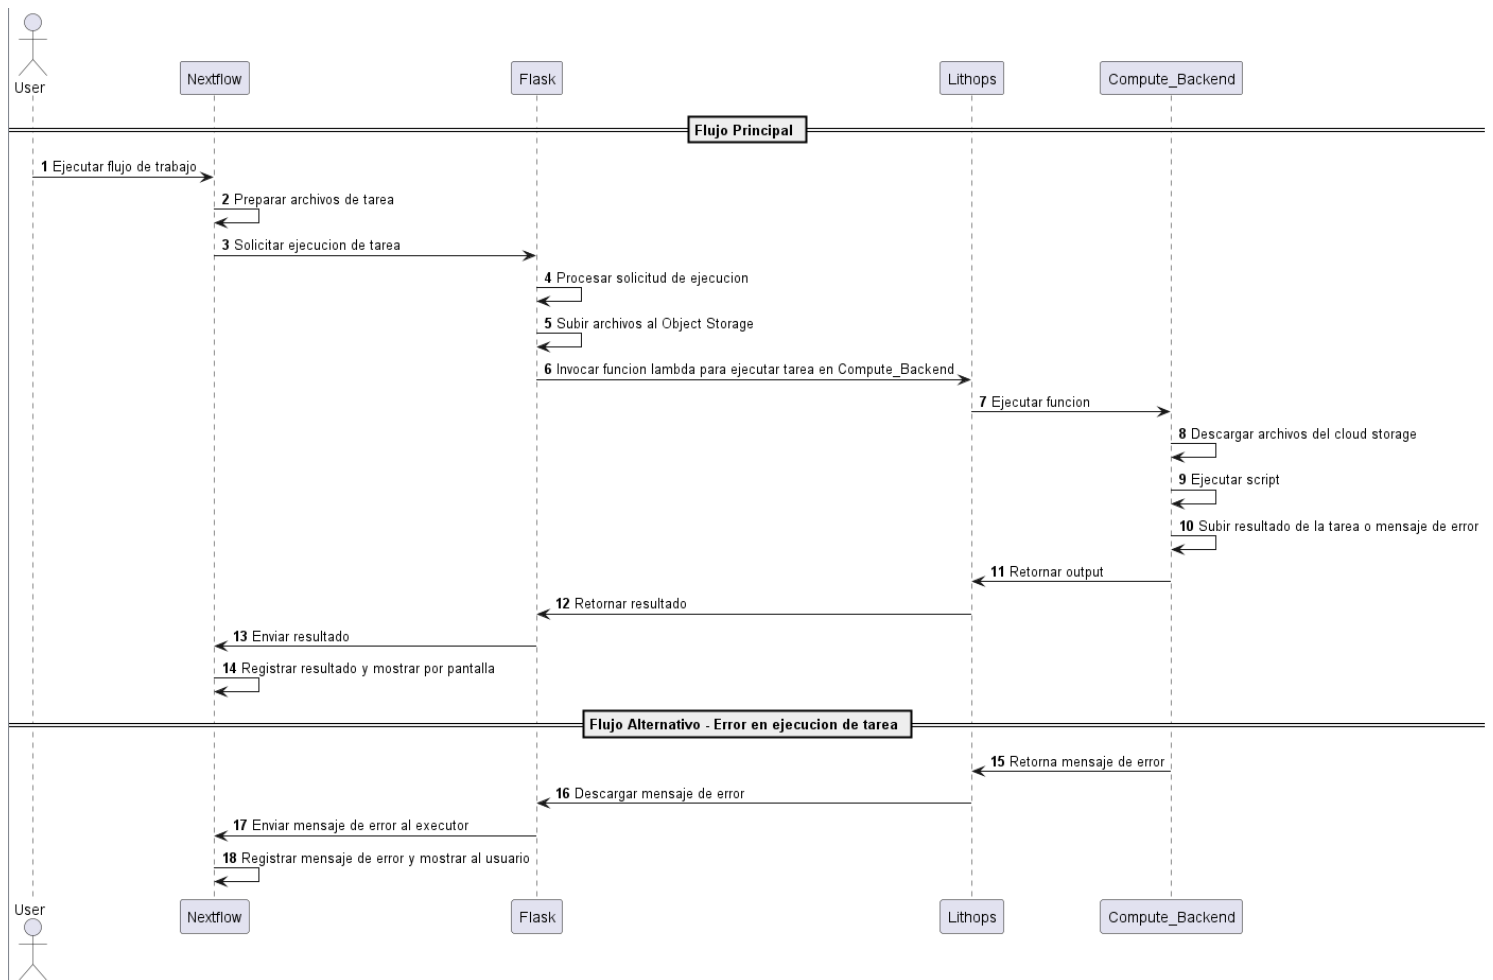 User
Nextflow
Flask
Lithops
Compute_Backend
Flujo Principal
1 Ejecutar flujo de trabajo
2 Preparar archivos de tarea
3 Solicitar ejecucion de tarea
4 Procesar solicitud de ejecucion
5 Subir archivos al Object Storage
6 Invocar funcion lambda para ejecutar tarea en Compute_Backend
7 Ejecutar funcion
8 Descargar archivos del cloud storage
9 Ejecutar script
10 Subir resultado de la tarea o mensaje de error
11 Retornar output
12 Retornar resultado
13 Enviar resultado
14 Registrar resultado y mostrar por pantalla
Flujo Alternativo - Error en ejecucion de tarea
15 Retorna mensaje de error
16 Descargar mensaje de error
17 Enviar mensaje de error al executor
18 Registrar mensaje de error y mostrar al usuario
User
Nextflow
Flask
Lithops
Compute_Backend